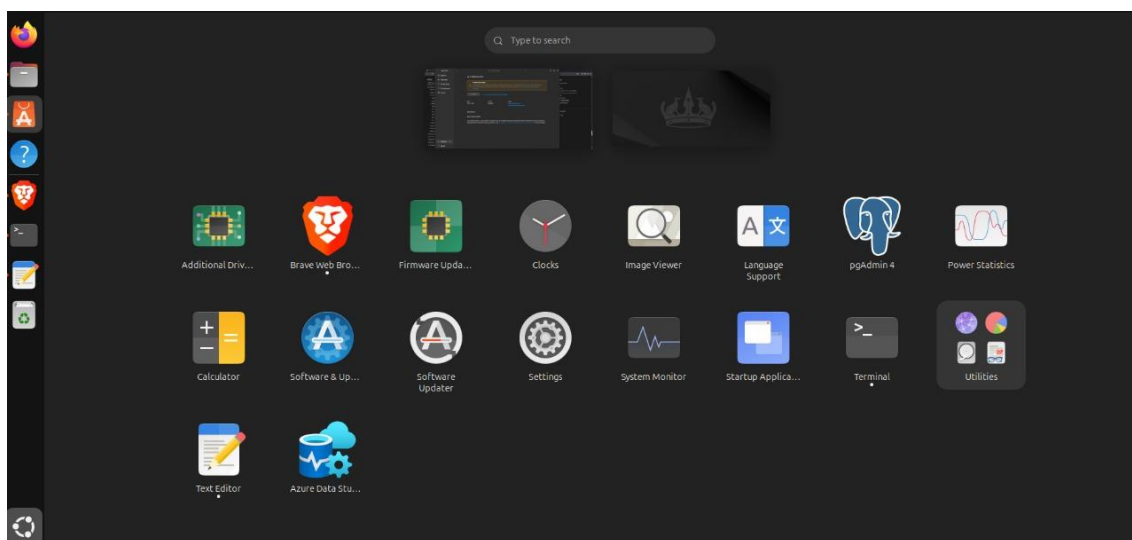 Type to search
Additional Driv...
Brave Web Bro...
Firmware Upda...
Clocks
Image Viewer
Language
Support
pgAdmin 4
Power Statistics
Calculator
Software & Up...
Software
Updater
Settings
System Monitor
Startup Applica...
Terminal
Utilities
Text Editor
Azure Data Stu...